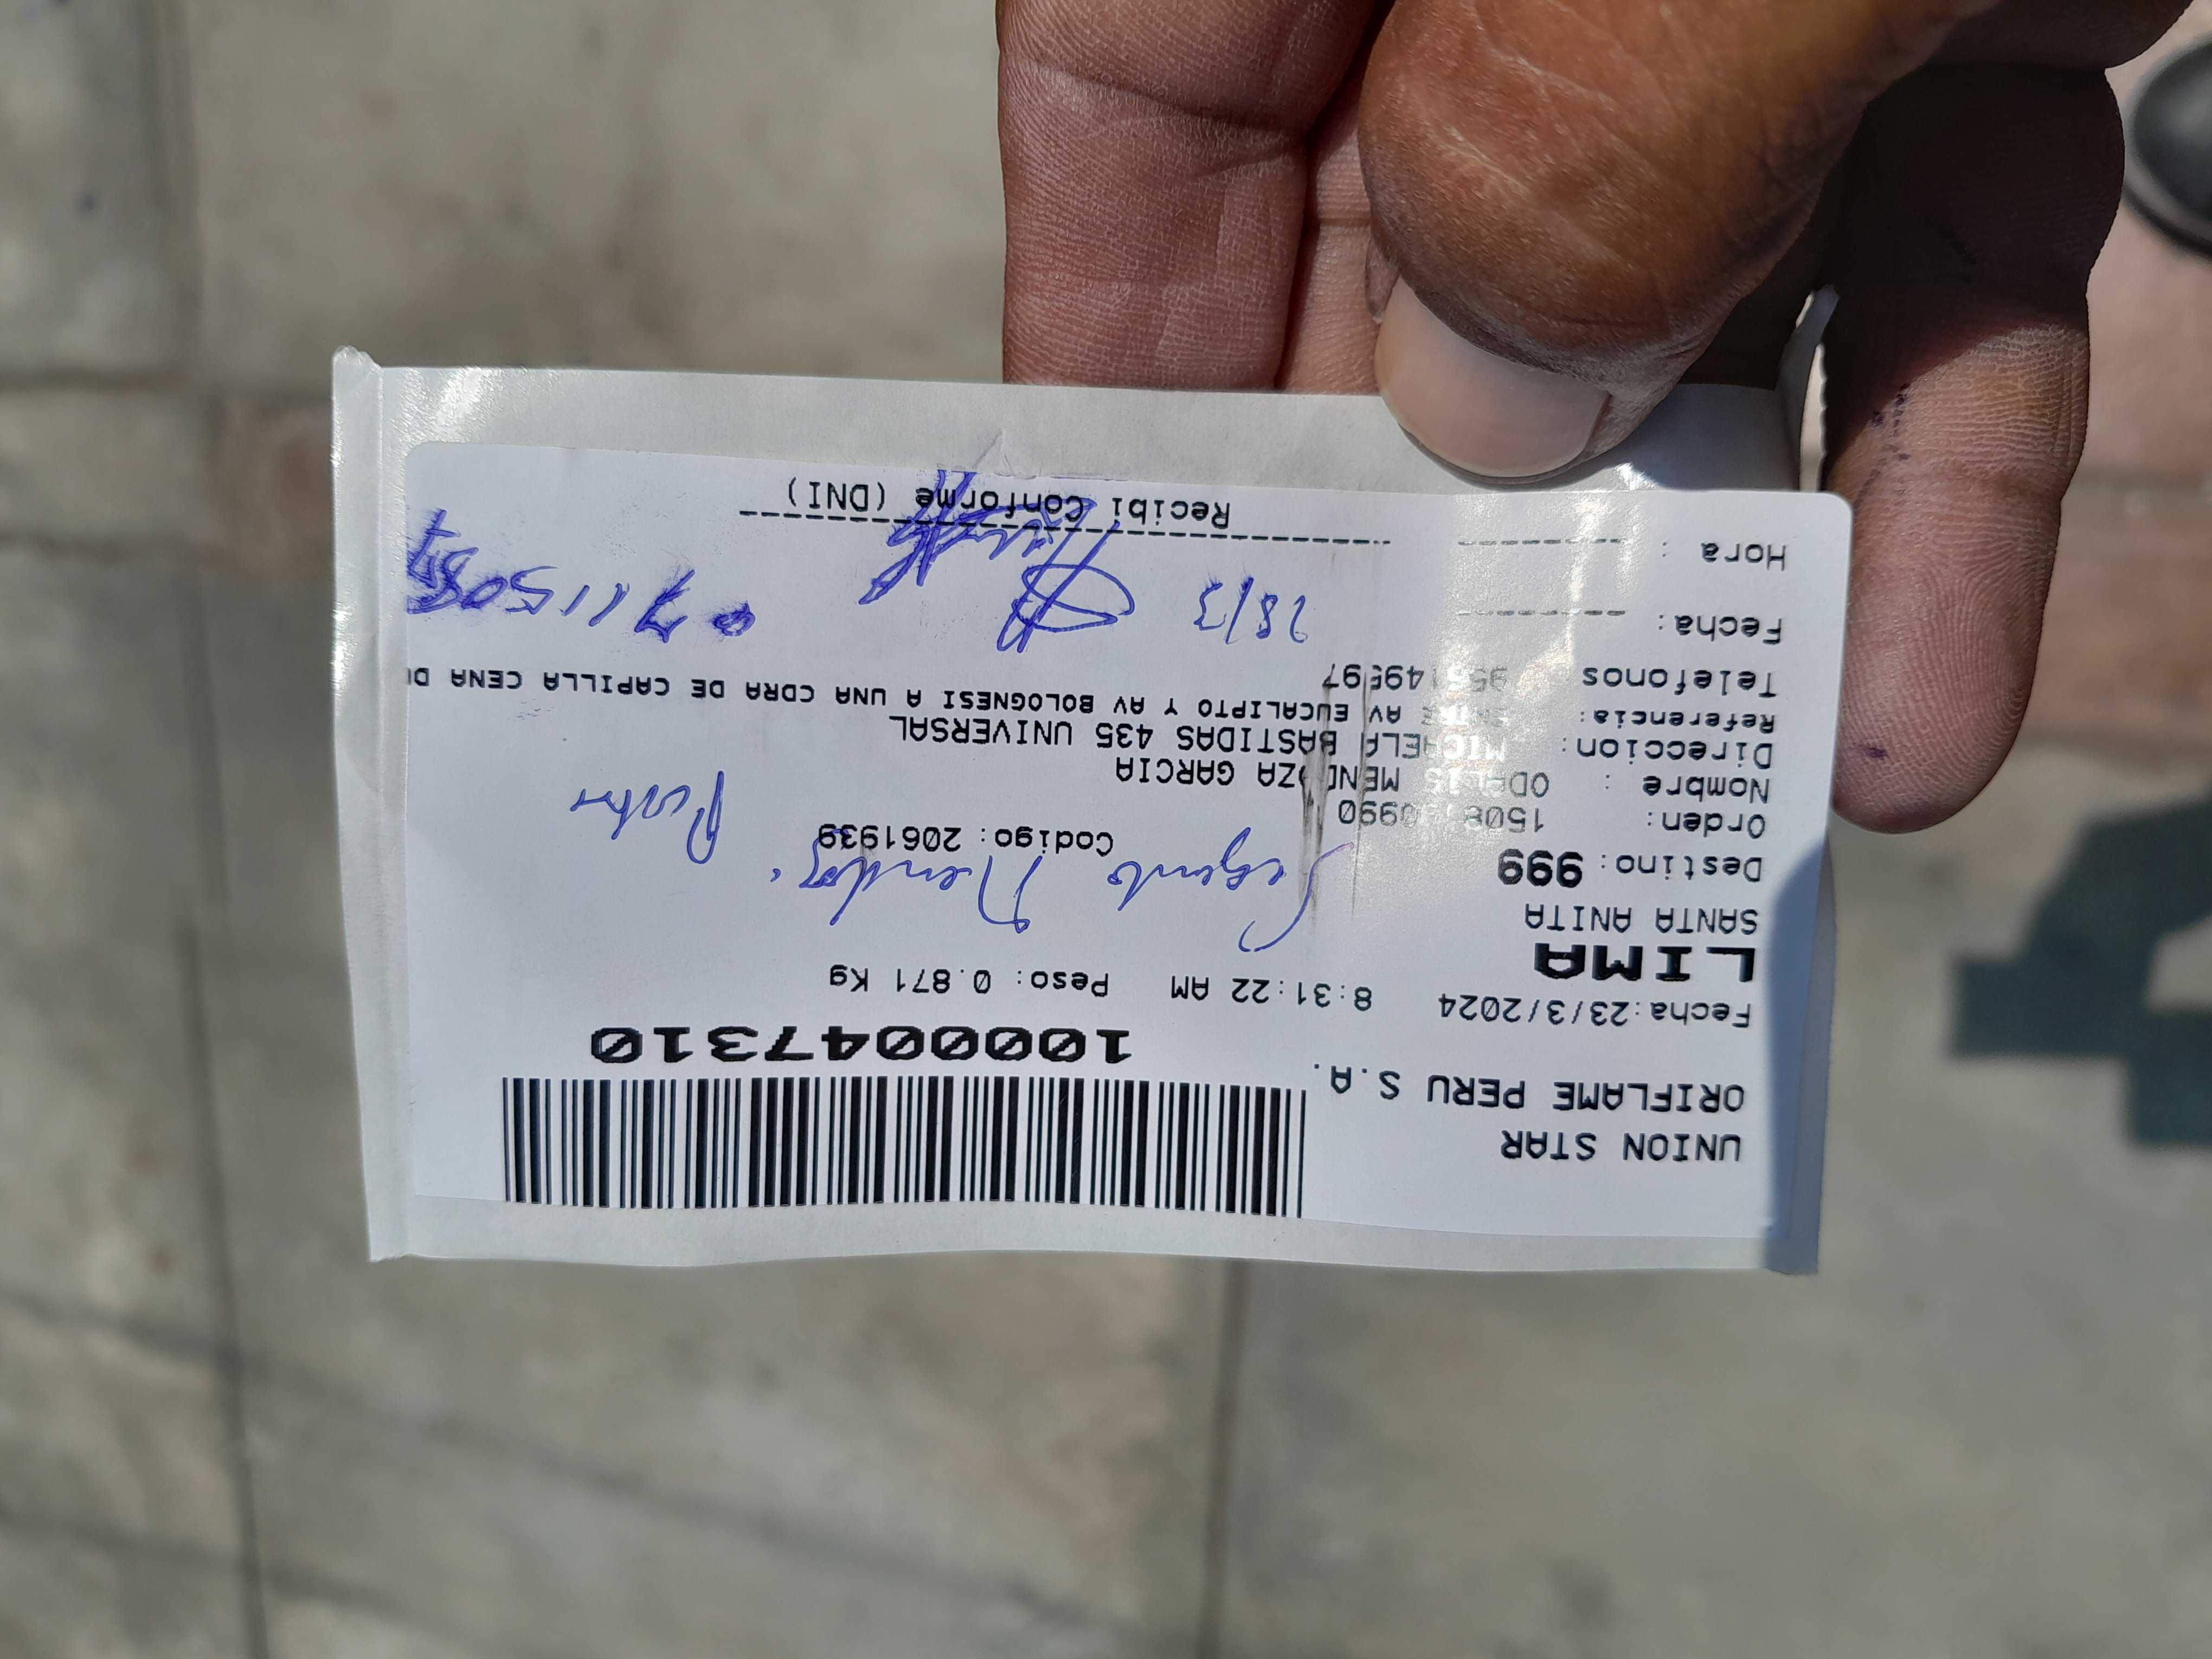 UNION STAR
ORIFLAME PERU S.A.
1000047310
Fecha:23/3/2024 8:31:22 AM Peso: 0.871 Kg
LIMA
SANTA ANITA
Destino: 999
Segundo Mendoza
Codigo: 2061939
Orden:
Nombre : MENDOZA GARCIA
Direccion: BASTIDAS 435 UNIVERSAL
Referencia: AV EUCALIPTO Y AV BOLOGNESI A UNA CDRA DE CAPILLA CENA
Telefonos
Fecha: 28/3
Hora :
Recibi Conforme (DNI)